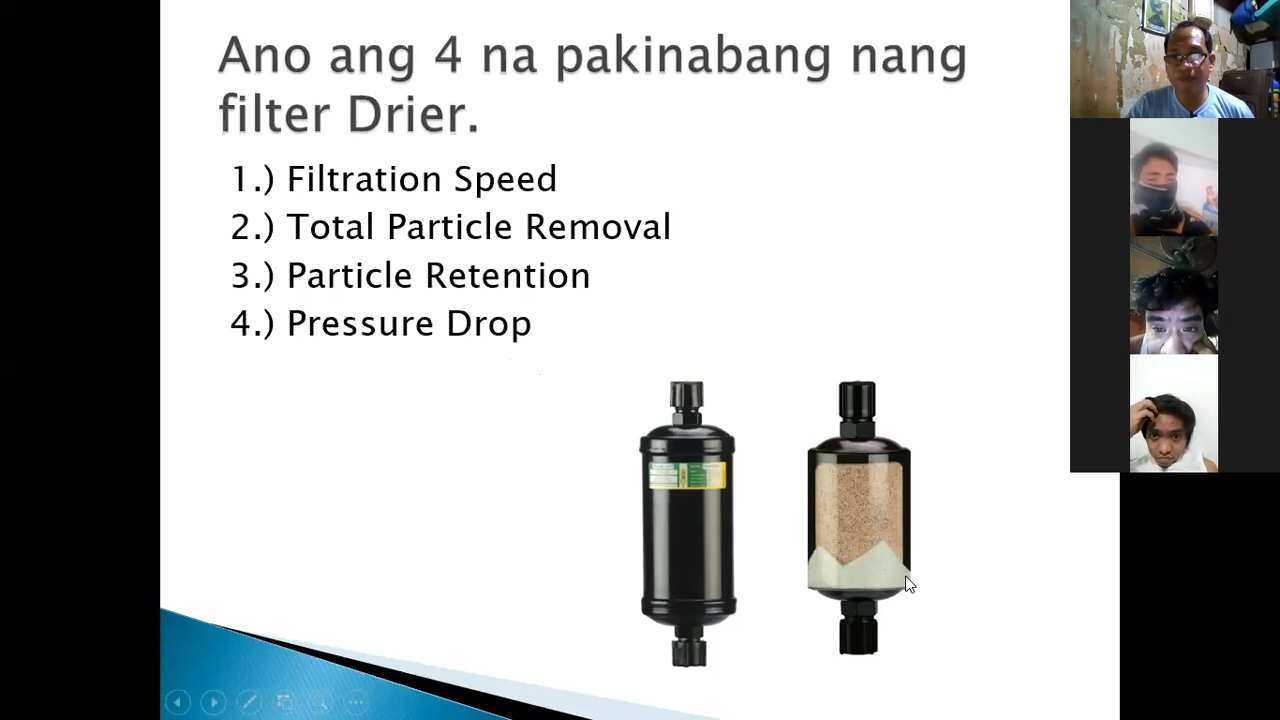 Ano ang 4 na pakinabang nang
filter Drier.
1.) Filtration Speed
2.) Total Particle Removal
3.) Particle Retention
4.) Pressure Drop